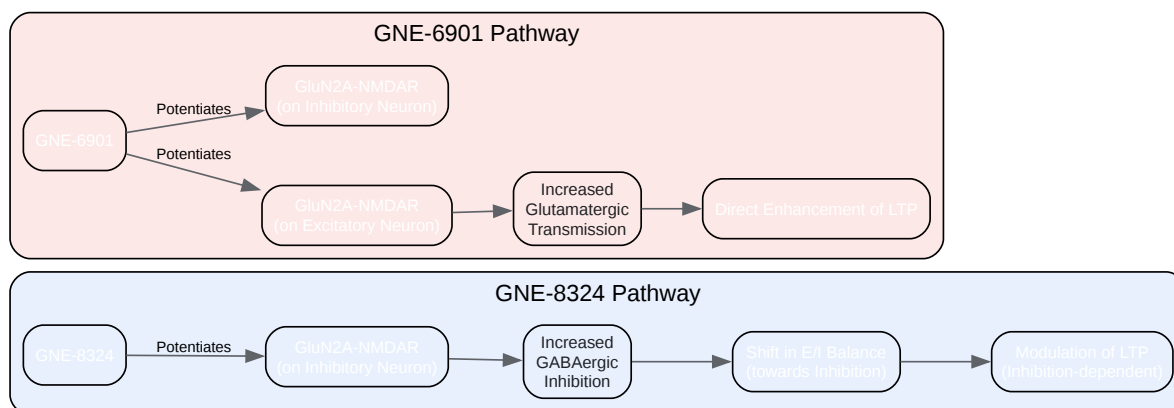 GNE-6901 Pathway
GNE-6901
Potentiates
GluN2A-NMDAR
(on Inhibitory Neuron)
Potentiates
GluN2A-NMDAR
(on Excitatory Neuron)
Increased
Glutamatergic
Transmission
Direct Enhancement of LTP
GNE-8324 Pathway
GNE-8324
Potentiates
GluN2A-NMDAR
(on Inhibitory Neuron)
Increased
GABAergic
Inhibition
Shift in E/I Balance
(towards Inhibition)
Modulation of LTP
(Inhibition-dependent)